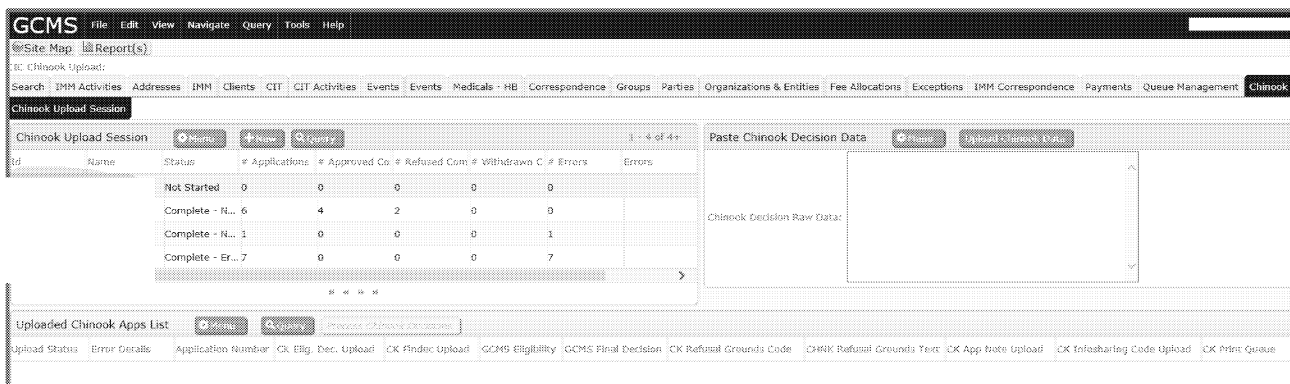 GCMS File Edit View Navigate Query Tools Help
Site Map Report(s)
CIC Chinook Upload:
Search IMM Activities Addresses IMM Clients CIT CIT Activities Events Events Medicals - HB Correspondence Groups Parties Organizations & Entities Fee Allocations Exceptions IMM Correspondence Payments Queue Management Chinook
Chinook Upload Session
Chinook Upload Session Menu New Query 1 - 4 of 4+
Id Name Status # Applications # Approved Co # Refused Com # Withdrawn C # Errors Errors
Not Started 0 0 0 0 0
Complete - N... 6 4 2 0 0
Complete - N... 1 0 0 0 1
Complete - Er... 7 0 0 0 7
Paste Chinook Decision Data Menu Upload Chinook Data
Chinook Decision Raw Data:
Uploaded Chinook Apps List Menu Query Process Chinook Decisions
Upload Status Error Details Application Number CK Elig. Dec. Upload CK Findec Upload GCMS Eligibility GCMS Final Decision CK Refusal Grounds Code CHNK Refusal Grounds Text CK App Note Upload CK Infosharing Code Upload CK Print Queue